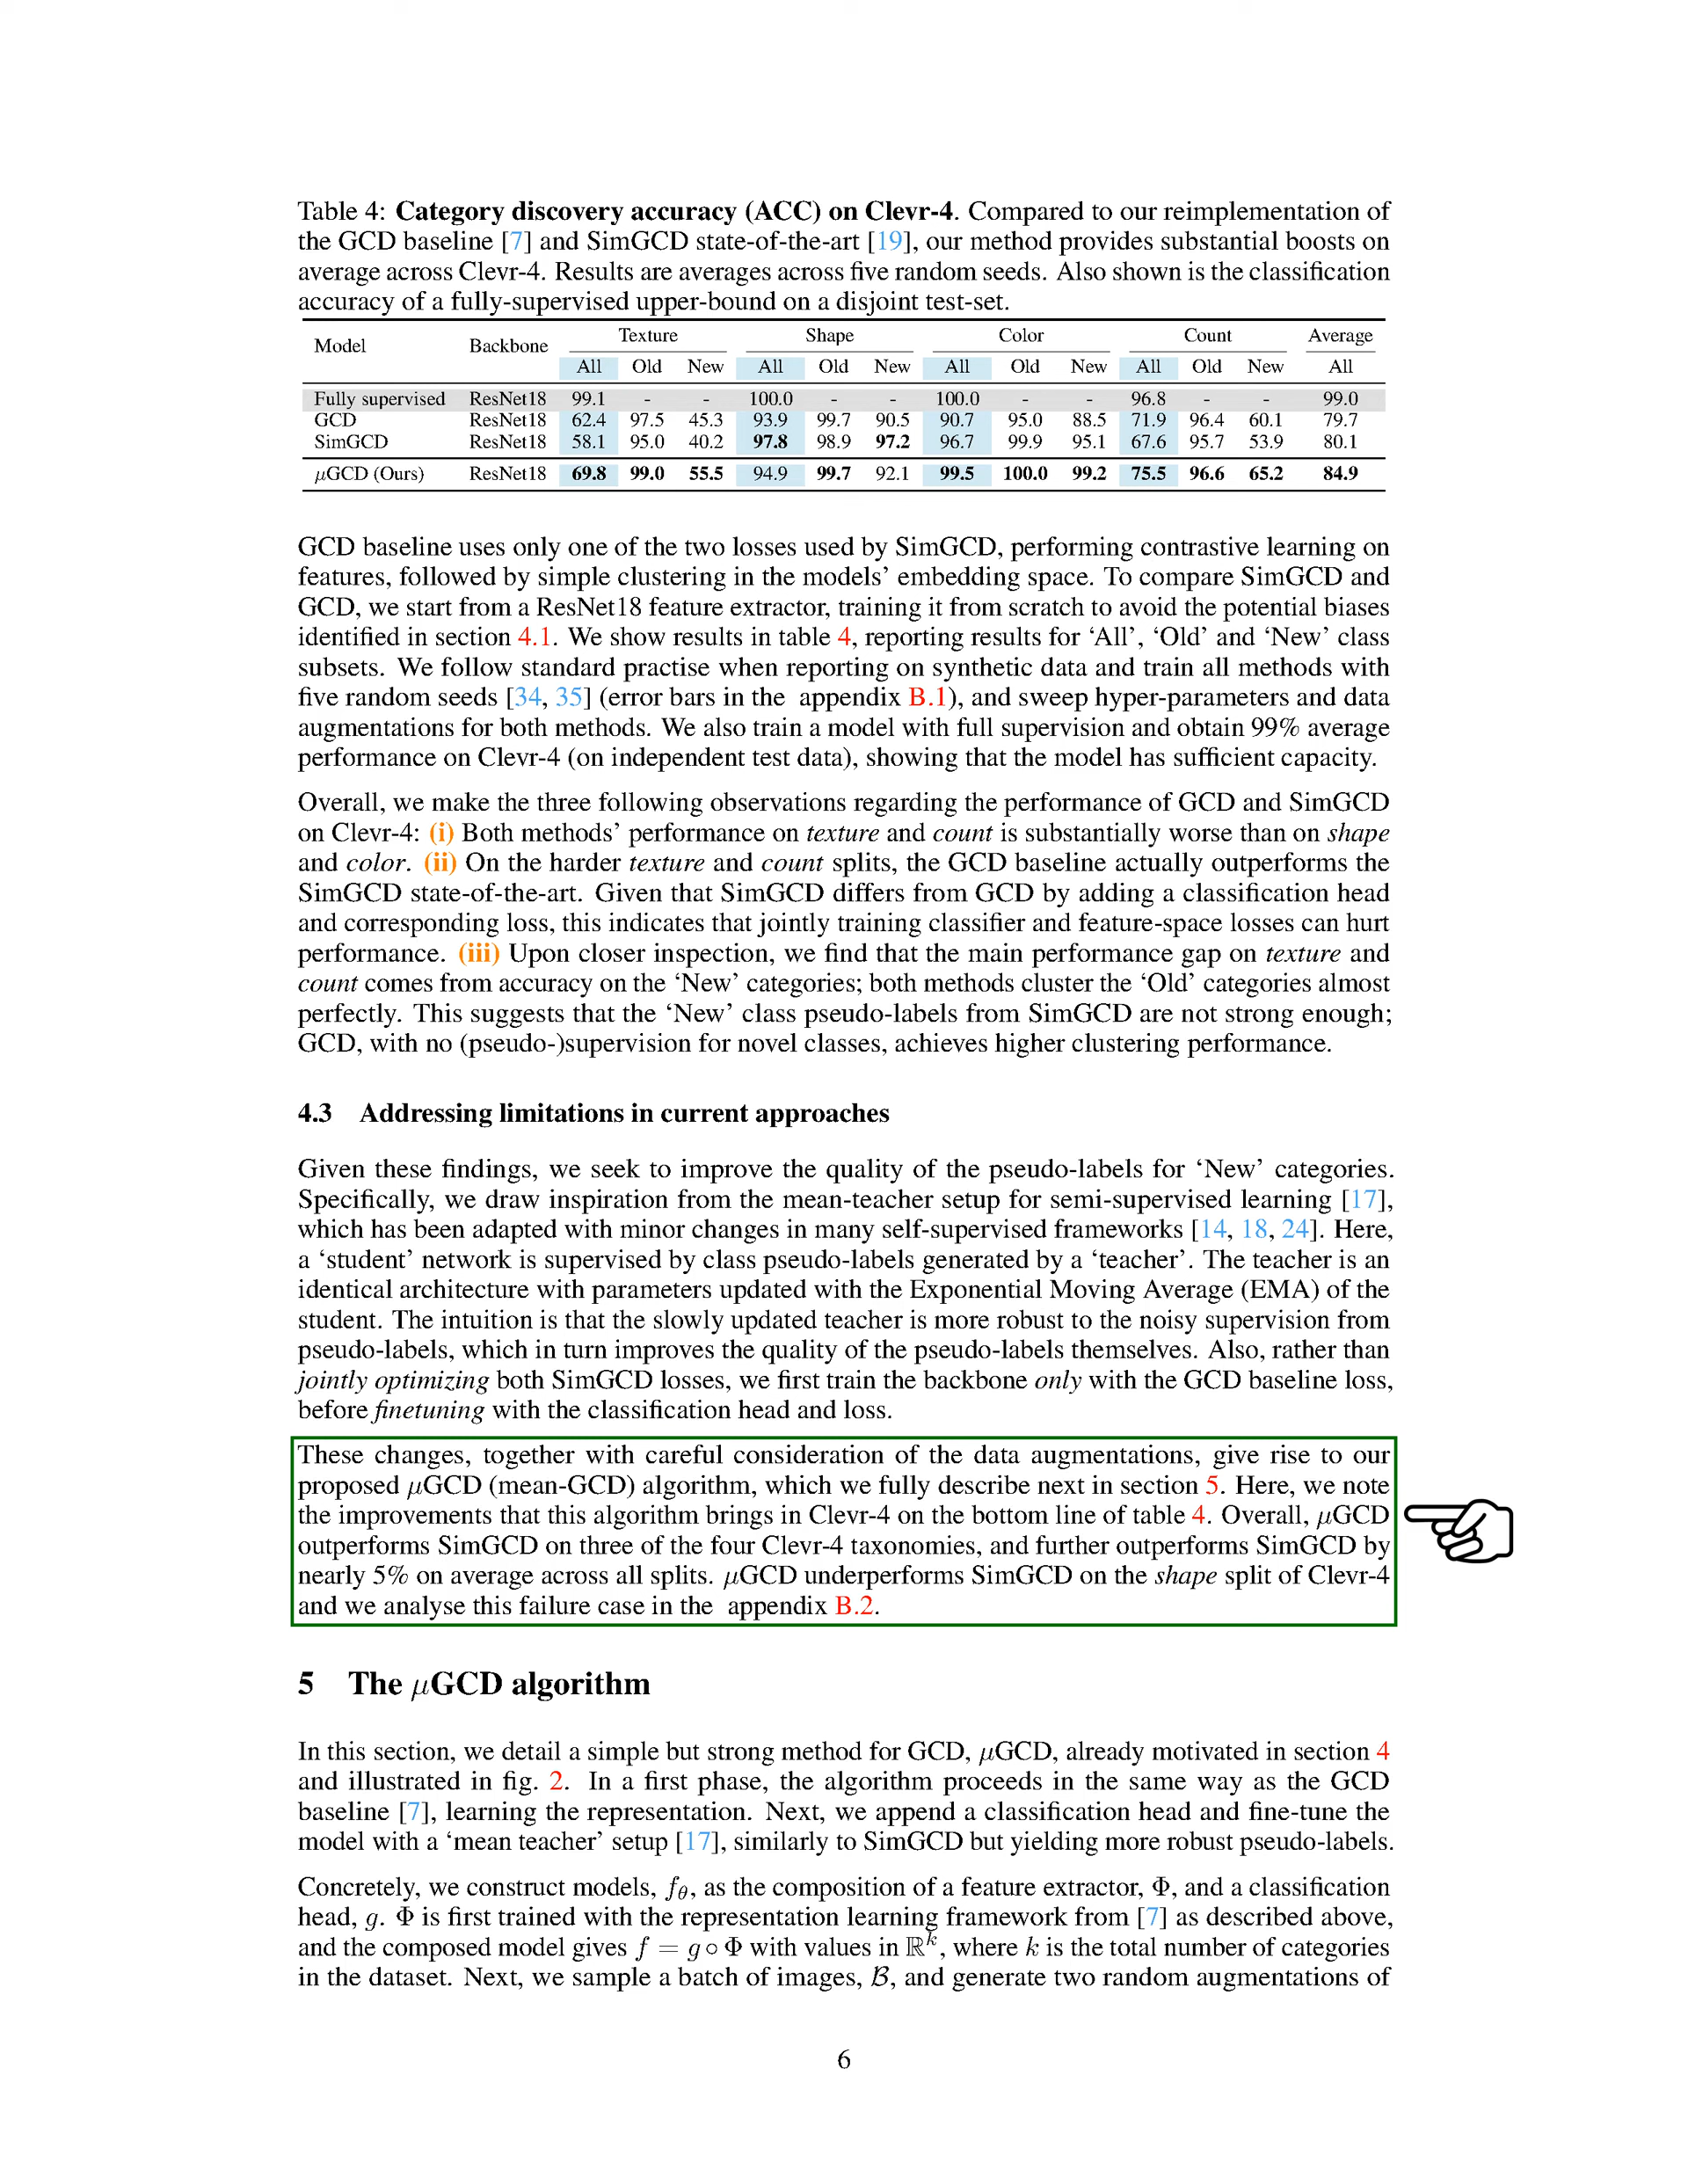 Table 4: Category discovery accuracy (ACC) on Clevr-4. Compared to our reimplementation of
the GCD baseline [7] and SimGCD state-of-the-art [19], our method provides substantial boosts on
average across Clevr-4. Results are averages across five random seeds. Also shown is the classification
accuracy of a fully-supervised upper-bound on a disjoint test-set.
Model Backbone Texture Shape Color Count Average
All Old New All Old New All Old New All Old New All
Fully supervised ResNet18 99.1 - - 100.0 - - 100.0 - - 96.8 - - 99.0
GCD ResNet18 62.4 97.5 45.3 93.9 99.7 90.5 90.7 95.0 88.5 71.9 96.4 60.1 79.7
SimGCD ResNet18 58.1 95.0 40.2 97.8 98.9 97.2 96.7 99.9 95.1 67.6 95.7 53.9 80.1
μGCD (Ours) ResNet18 69.8 99.0 55.5 94.9 99.7 92.1 99.5 100.0 99.2 75.5 96.6 65.2 84.9
GCD baseline uses only one of the two losses used by SimGCD, performing contrastive learning on
features, followed by simple clustering in the models' embedding space. To compare SimGCD and
GCD, we start from a ResNet18 feature extractor, training it from scratch to avoid the potential biases
identified in section 4.1. We show results in table 4, reporting results for 'All', 'Old' and 'New' class
subsets. We follow standard practise when reporting on synthetic data and train all methods with
five random seeds [34, 35] (error bars in the appendix B.1), and sweep hyper-parameters and data
augmentations for both methods. We also train a model with full supervision and obtain 99% average
performance on Clevr-4 (on independent test data), showing that the model has sufficient capacity.
Overall, we make the three following observations regarding the performance of GCD and SimGCD
on Clevr-4: (i) Both methods' performance on texture and count is substantially worse than on shape
and color. (ii) On the harder texture and count splits, the GCD baseline actually outperforms the
SimGCD state-of-the-art. Given that SimGCD differs from GCD by adding a classification head
and corresponding loss, this indicates that jointly training classifier and feature-space losses can hurt
performance. (iii) Upon closer inspection, we find that the main performance gap on texture and
count comes from accuracy on the 'New' categories; both methods cluster the 'Old' categories almost
perfectly. This suggests that the 'New' class pseudo-labels from SimGCD are not strong enough;
GCD, with no (pseudo-)supervision for novel classes, achieves higher clustering performance.
4.3 Addressing limitations in current approaches
Given these findings, we seek to improve the quality of the pseudo-labels for 'New' categories.
Specifically, we draw inspiration from the mean-teacher setup for semi-supervised learning [17],
which has been adapted with minor changes in many self-supervised frameworks [14, 18, 24]. Here,
a 'student' network is supervised by class pseudo-labels generated by a 'teacher'. The teacher is an
identical architecture with parameters updated with the Exponential Moving Average (EMA) of the
student. The intuition is that the slowly updated teacher is more robust to the noisy supervision from
pseudo-labels, which in turn improves the quality of the pseudo-labels themselves. Also, rather than
jointly optimizing both SimGCD losses, we first train the backbone only with the GCD baseline loss,
before finetuning with the classification head and loss.
These changes, together with careful consideration of the data augmentations, give rise to our
proposed μGCD (mean-GCD) algorithm, which we fully describe next in section 5. Here, we note
the improvements that this algorithm brings in Clevr-4 on the bottom line of table 4. Overall, μGCD
outperforms SimGCD on three of the four Clevr-4 taxonomies, and further outperforms SimGCD by
nearly 5% on average across all splits. μGCD underperforms SimGCD on the shape split of Clevr-4
and we analyse this failure case in the appendix B.2.
5 The μGCD algorithm
In this section, we detail a simple but strong method for GCD, μGCD, already motivated in section 4
and illustrated in fig. 2. In a first phase, the algorithm proceeds in the same way as the GCD
baseline [7], learning the representation. Next, we append a classification head and fine-tune the
model with a 'mean teacher' setup [17], similarly to SimGCD but yielding more robust pseudo-labels.
Concretely, we construct models, f_θ, as the composition of a feature extractor, Φ, and a classification
head, g. Φ is first trained with the representation learning framework from [7] as described above,
and the composed model gives f = g ∘ Φ with values in ℝ^k, where k is the total number of categories
in the dataset. Next, we sample a batch of images, ℬ, and generate two random augmentations of
6